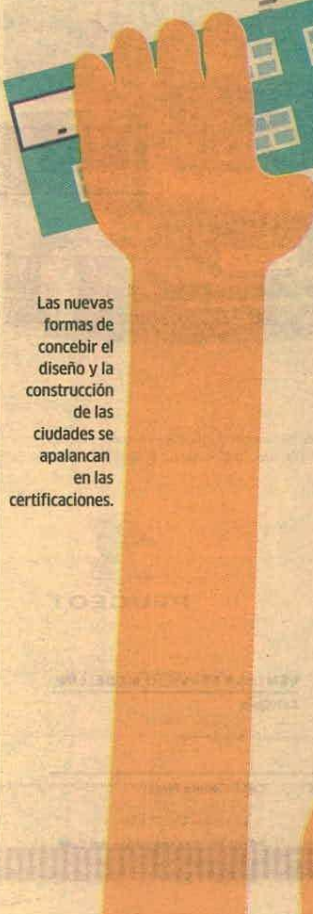 Las nuevas
formas de
concebir el
diseño y la
construcción
de las
ciudades se
apalancan
en las
certificaciones.